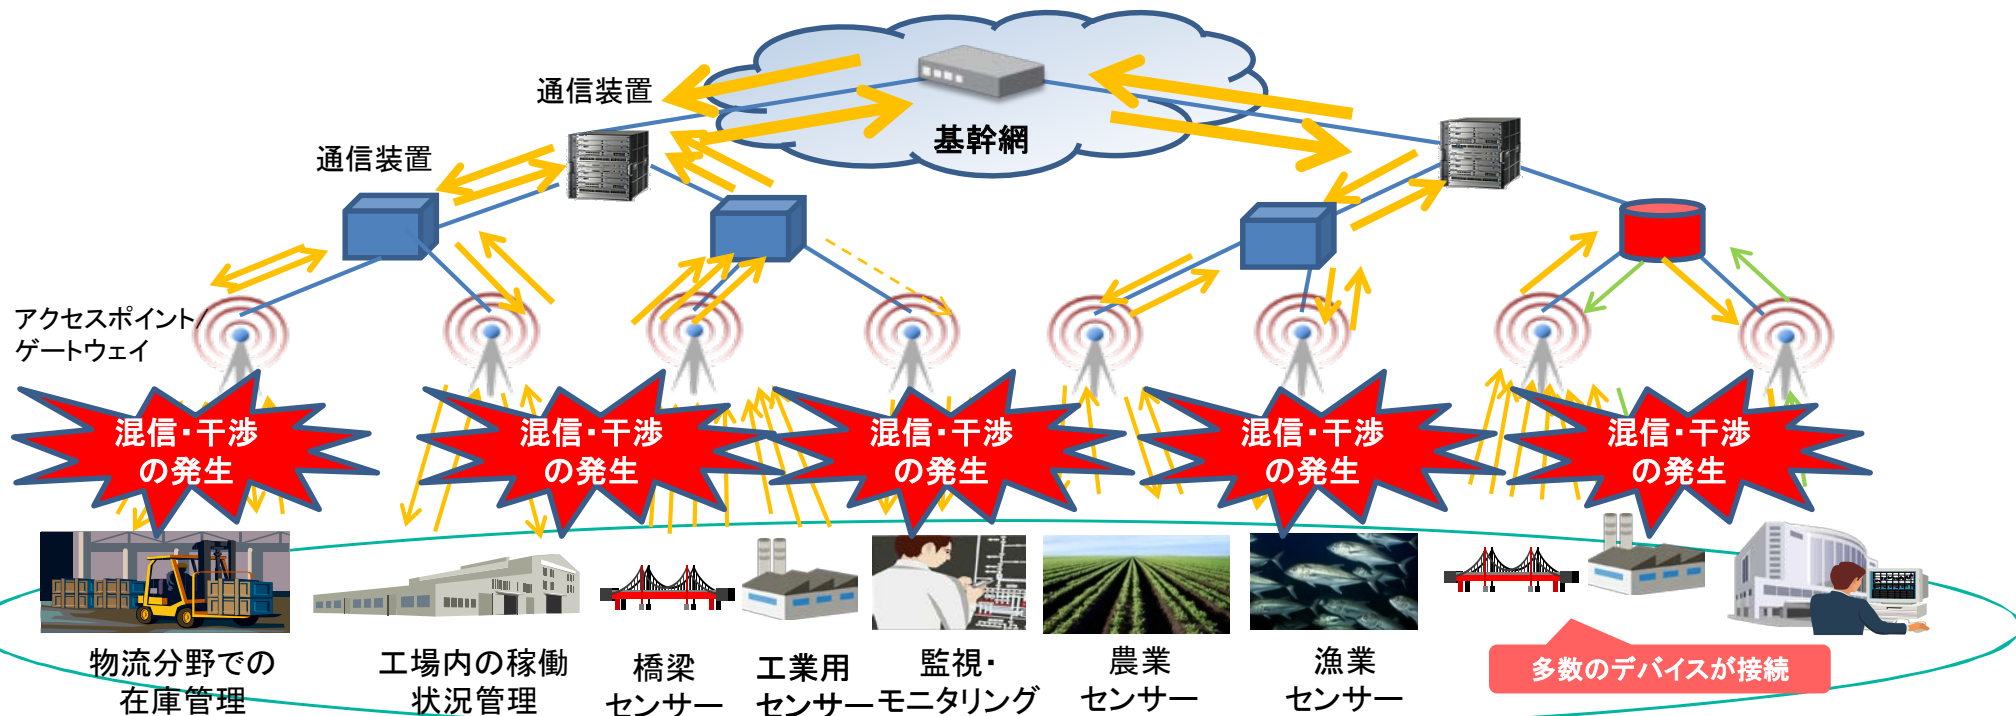 通信装置
基幹網
通信装置
アクセスポイント/
ゲートウェイ
混信・干渉
の発生
混信・干渉
の発生
混信・干渉
の発生
混信・干渉
の発生
混信・干渉
の発生
物流分野での
在庫管理
工場内の稼働
状況管理
橋梁
センサー
工業用
センサー
監視・
モニタリング
農業
センサー
漁業
センサー
多数のデバイスが接続